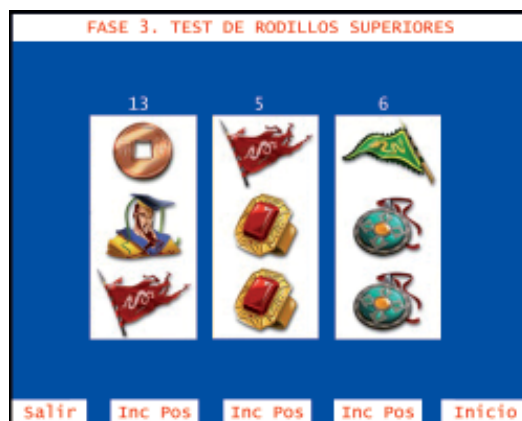 FASE 3. TEST DE RODILLOS SUPERIORES
13 5 6
Salir Inc Pos Inc Pos Inc Pos Inicio